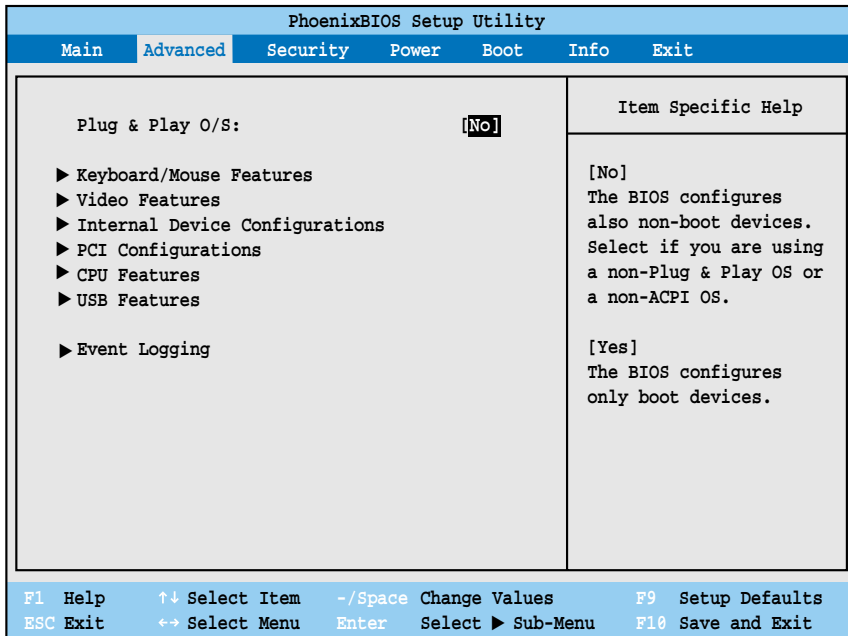 PhoenixBIOS Setup Utility
Main Advanced Security Power Boot Info Exit
Plug & Play O/S: [No]
▶ Keyboard/Mouse Features
▶ Video Features
▶ Internal Device Configurations
▶ PCI Configurations
▶ CPU Features
▶ USB Features
▶ Event Logging
Item Specific Help
[No]
The BIOS configures
also non-boot devices.
Select if you are using
a non-Plug & Play OS or
a non-ACPI OS.
[Yes]
The BIOS configures
only boot devices.
F1 Help ↑↓ Select Item -/Space Change Values F9 Setup Defaults
ESC Exit ←→ Select Menu Enter Select ▶ Sub-Menu F10 Save and Exit